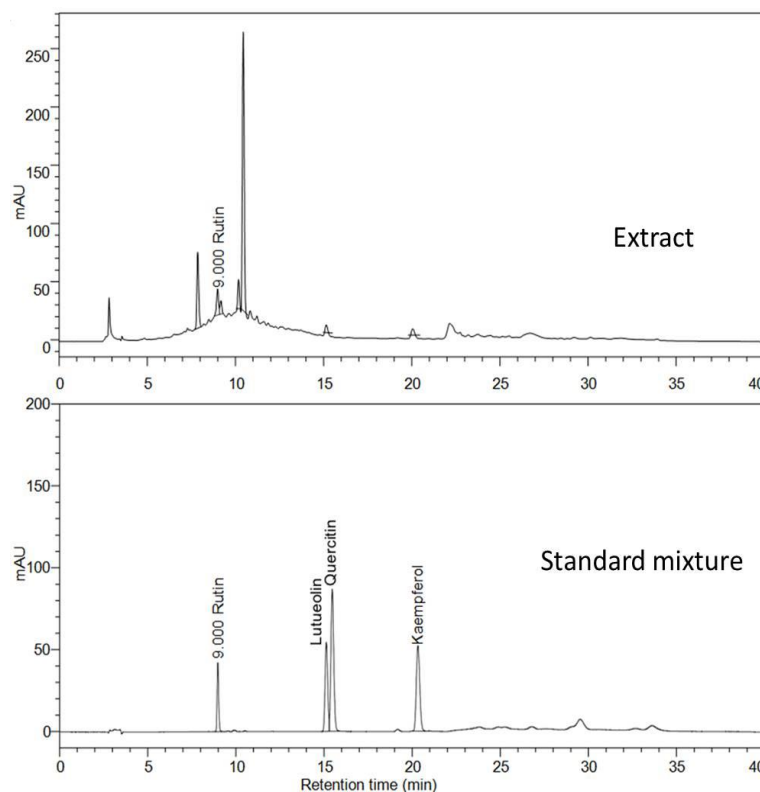 250
200
150
100
50
0
mAU
9.000 Rutin
Extract
0 5 10 15 20 25 30 35 40
200
150
100
50
0
mAU
9.000 Rutin
Lutueolin
Quercitin
Kaempferol
Standard mixture
0 5 10 15 20 25 30 35 40
Retention time (min)